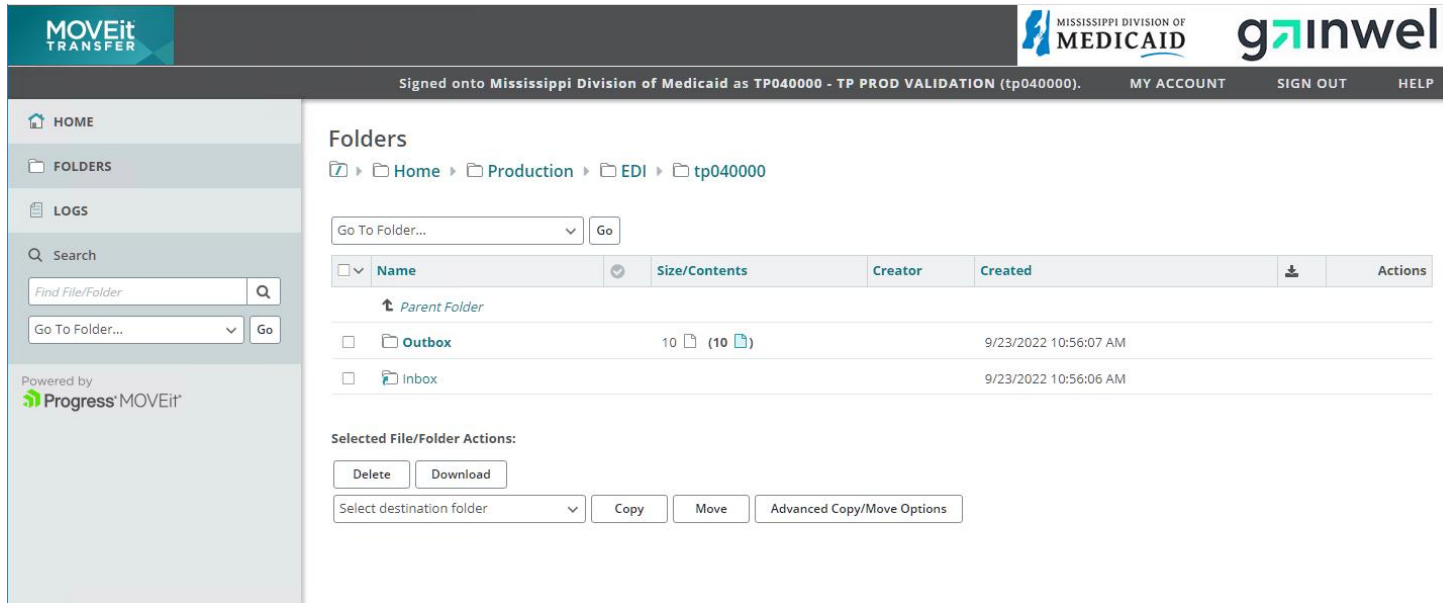 MOVEit
TRANSFER
MISSISSIPPI DIVISION OF
MEDICAID
gainwel
Signed onto Mississippi Division of Medicaid as TP040000 - TP PROD VALIDATION (tp040000).
MY ACCOUNT
SIGN OUT
HELP
HOME
FOLDERS
LOGS
Search
Find File/Folder
Go To Folder...
Go
Powered by
Progress MOVEit
Folders
Home
Production
EDI
tp040000
Go To Folder...
Go
Name Size/Contents Creator Created Actions
Parent Folder
Outbox 10 (10 ) 9/23/2022 10:56:07 AM
Inbox 9/23/2022 10:56:06 AM
Selected File/Folder Actions:
Delete Download
Select destination folder Copy Move Advanced Copy/Move Options